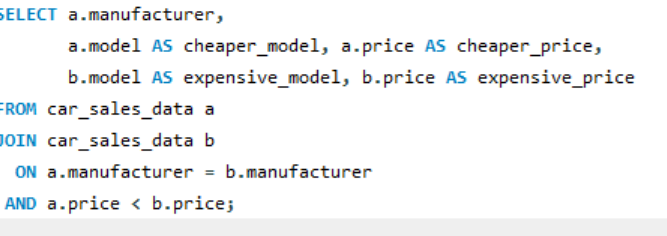 SELECT a.manufacturer,
a.model AS cheaper_model, a.price AS cheaper_price,
b.model AS expensive_model, b.price AS expensive_price
FROM car_sales_data a
JOIN car_sales_data b
ON a.manufacturer = b.manufacturer
AND a.price < b.price;